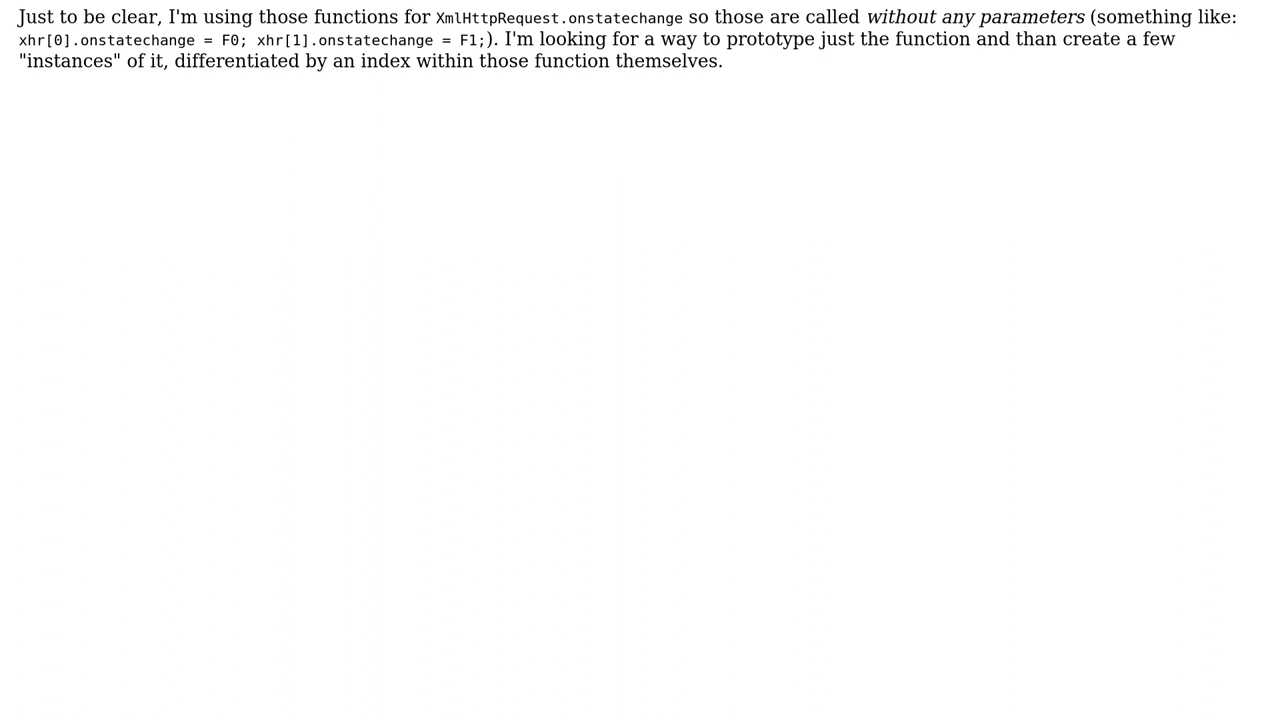 Just to be clear, I'm using those functions for XmlHttpRequest.onstatechange so those are called without any parameters (something like:
xhr[0].onstatechange = F0; xhr[1].onstatechange = F1;). I'm looking for a way to prototype just the function and than create a few
"instances" of it, differentiated by an index within those function themselves.